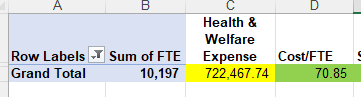 A B C D
Row Labels Sum of FTE Health & Welfare Expense Cost/FTE
Grand Total 10,197 722,467.74 70.85